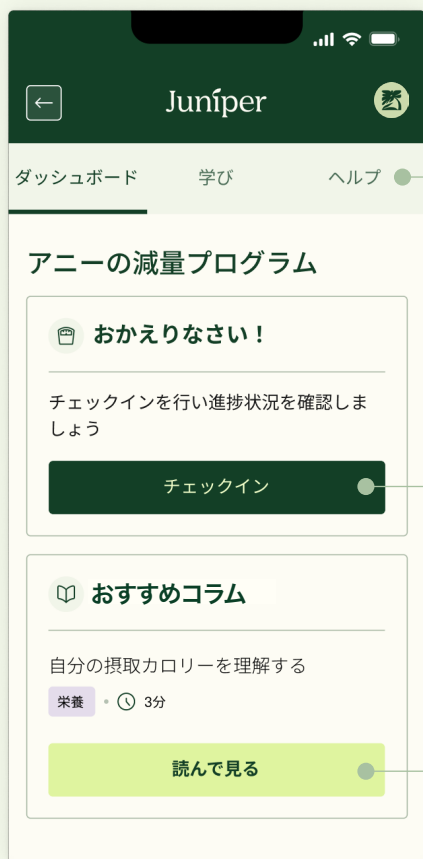 Juniper
ダッシュボード 学び ヘルプ
アニーの減量プログラム
おかえりなさい！
チェックインを行い進捗状況を確認しま
しょう
チェックイン
おすすめコラム
自分の摂取カロリーを理解する
栄養 • 3分
読んで見る